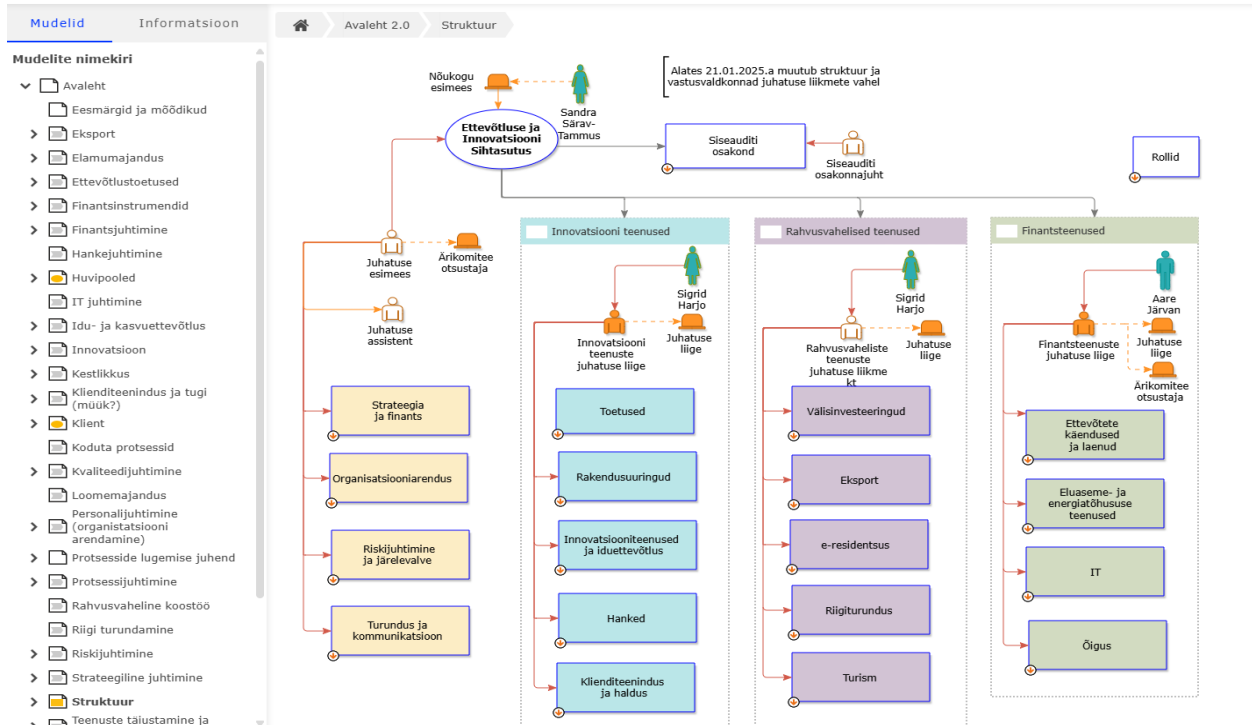 Mudelid
Informatsioon
Mudelite nimekiri
Avaleht
Eesmärgid ja mõõdikud
Eksport
Elamumajandus
Ettevõtlustoetused
Finantsinstrumendid
Finantsjuhtimine
Hankejuhtimine
Huvipooled
IT juhtimine
Idu- ja kasvuettevõtlus
Innovatsioon
Kestlikkus
Klienditeenindus ja tugi
(müük?)
Klient
Koduta protsessid
Kvaliteedijuhtimine
Loomemajandus
Personalijuhtimine
(organistatsiooni
arendamine)
Protsesside lugemise juhend
Protsessijuhtimine
Rahvusvaheline koostöö
Riigi turundamine
Riskijuhtimine
Strateegiline juhtimine
Struktuur
Teenuste täiustamine ja
Avaleht 2.0
Struktuur
Nõukogu
esimees
Sandra
Särav-
Tammus
Alates 21.01.2025.a muutub struktuur ja
vastusvaldkonnad juhatuse liikmete vahel
Ettevõtluse ja
Innovatsiooni
Sihtasutus
Siseauditi
osakond
Siseauditi
osakonnajuht
Rollid
Juhatuse
esimees
Ärikomitee
otsustaja
Juhatuse
assistent
Strateegia
ja finants
Organisatsiooniarendus
Riskijuhtimine
ja järelevalve
Turundus ja
kommunikatsioon
Innovatsiooni teenused
Sigrid
Harjo
Innovatsiooni
teenuste
juhatuse liige
Juhatuse
liige
Toetused
Rakendusuuringud
Innovatsiooniteenused
ja iduettevõtlus
Hanked
Klienditeenindus
ja haldus
Rahvusvahelised teenused
Sigrid
Harjo
Rahvusvaheliste
teenuste
juhatuse liikme
kt
Juhatuse
liige
Välisinvesteeringud
Eksport
e-residentsus
Riigiturundus
Turism
Finantsteenused
Aare
Järvan
Finantsteenuste
juhatuse liige
Juhatuse
liige
Ärikomitee
otsustaja
Ettevõtete
käendused
ja laenud
Eluaseme- ja
energiatõhususe
teenused
IT
Õigus